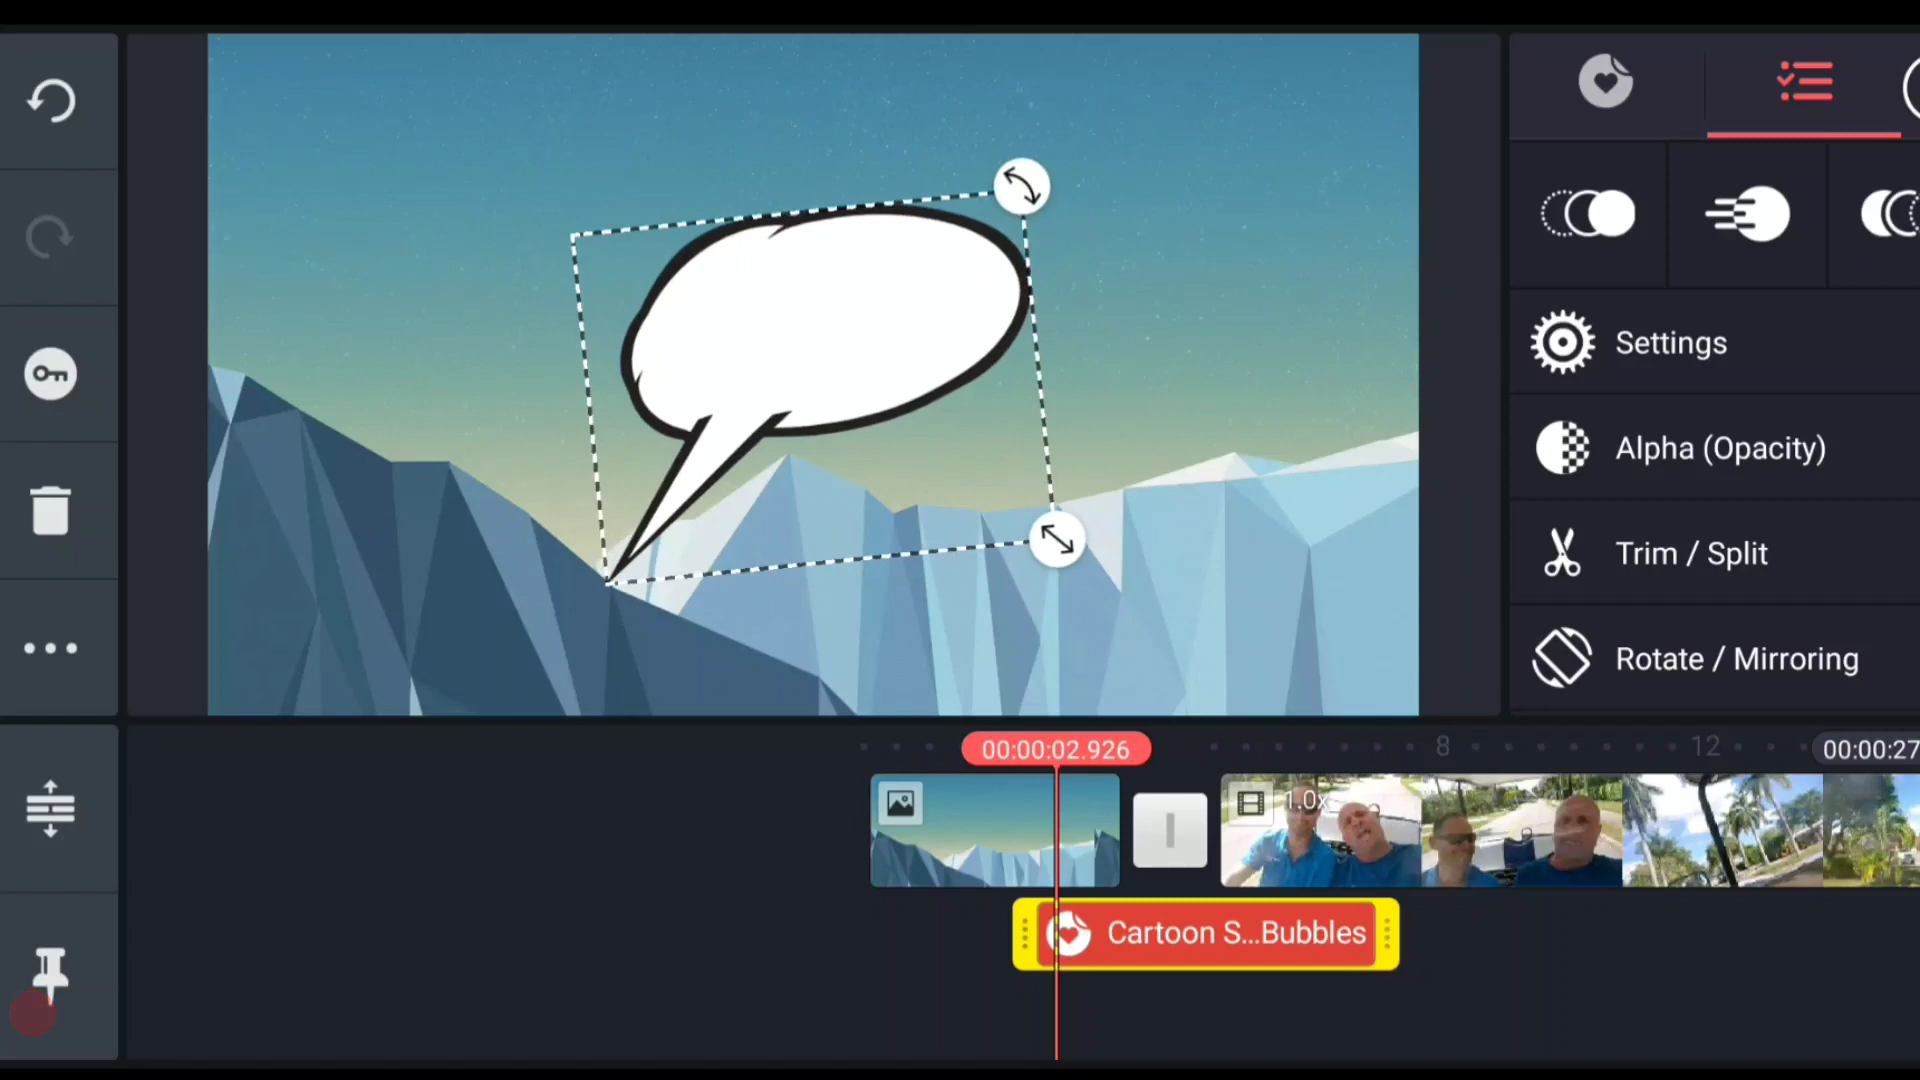 Settings
Alpha (Opacity)
Trim / Split
Rotate / Mirroring
00:00:02.926
8
12
00:00:27
1.0x
Cartoon S...Bubbles